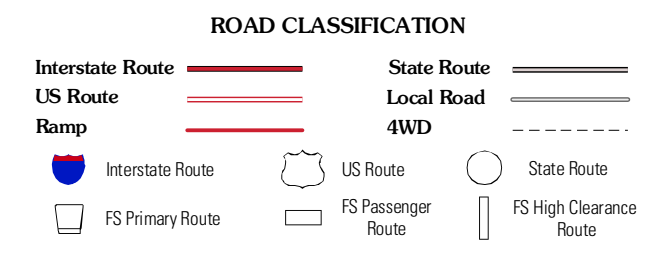 ROAD CLASSIFICATION
Interstate Route
State Route
US Route
Local Road
Ramp
4WD
Interstate Route
US Route
State Route
FS Primary Route
FS Passenger
Route
FS High Clearance
Route